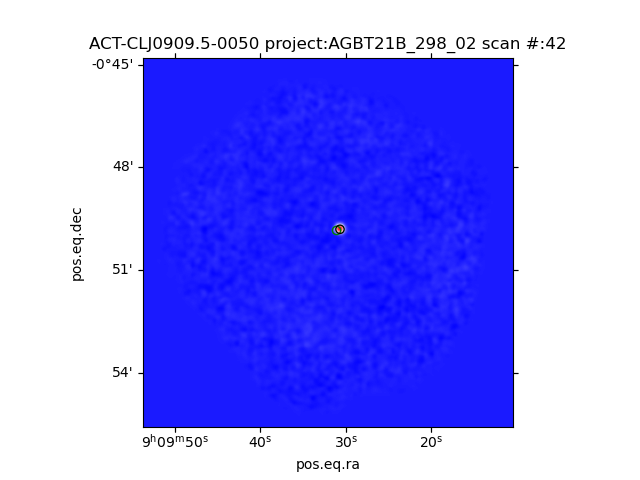 ACT-CLJ0909.5-0050 project:AGBT21B_298_02 scan #:42
-0°45'
48'
51'
54'
pos.eq.dec
9ʰ09ᵐ50ˢ 40ˢ 30ˢ 20ˢ
pos.eq.ra